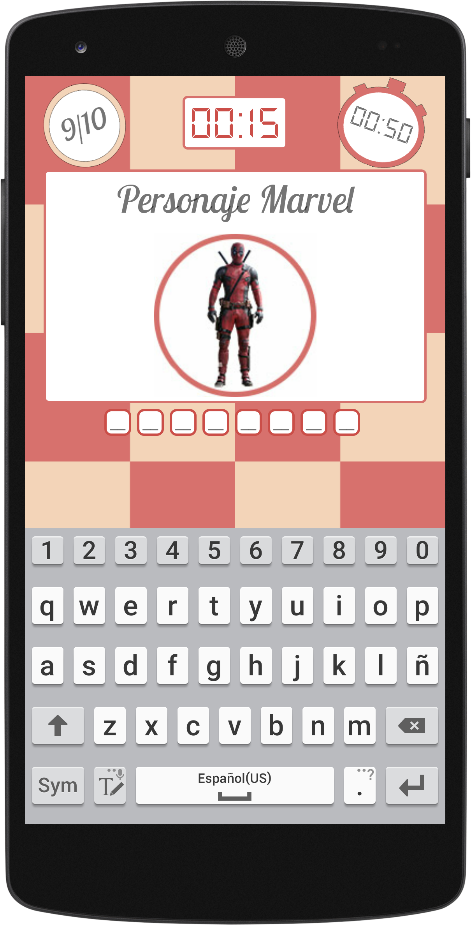 9/10
00:15
00:50
Personaje Marvel
_ _ _ _ _ _ _ _
1 2 3 4 5 6 7 8 9 0
q w e r t y u i o p
a s d f g h j k l ñ
z x c v b n m
Sym T Español(US) . ?